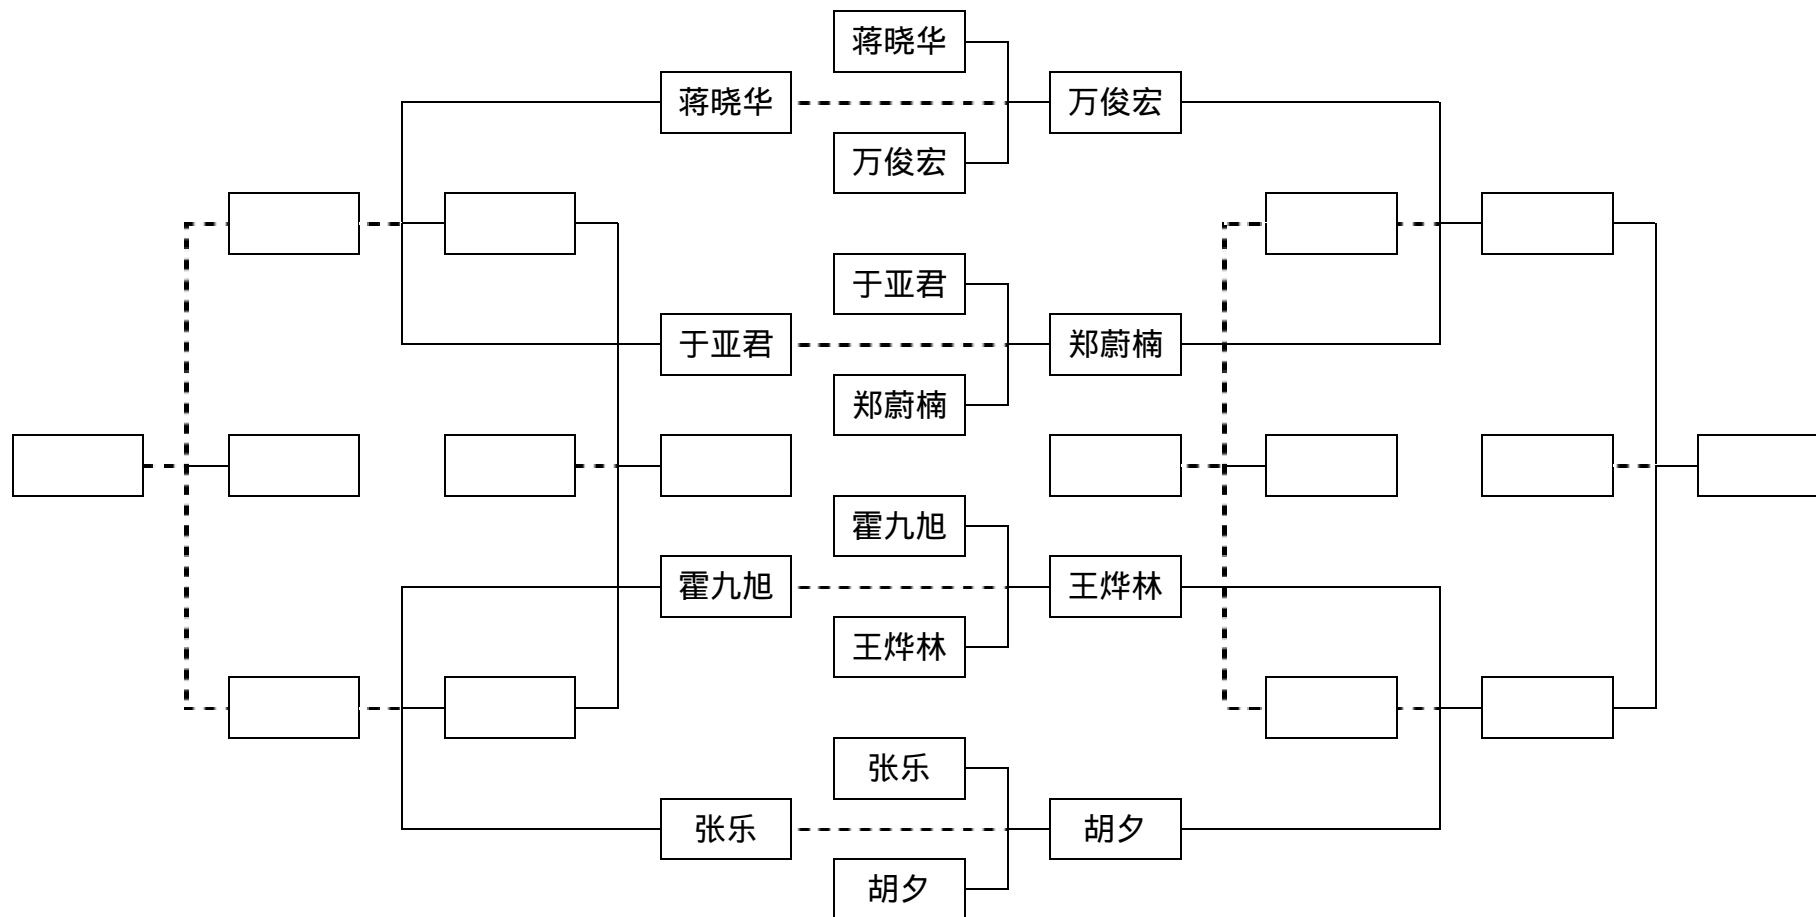 蒋晓华
蒋晓华
万俊宏
万俊宏
于亚君
于亚君
郑蔚楠
郑蔚楠
霍九旭
霍九旭
王烨林
王烨林
张乐
张乐
胡夕
胡夕